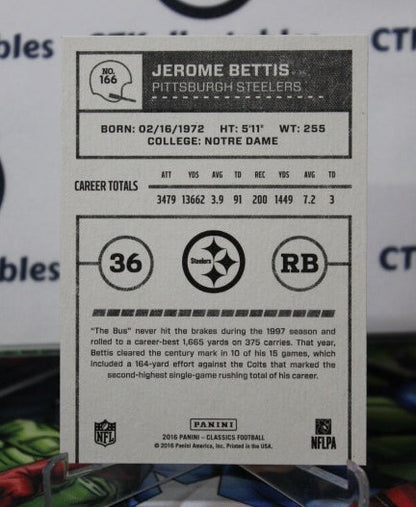 NO.
166
JEROME BETTIS RB
PITTSBURGH STEELERS
BORN: 02/16/1972 HT: 5'11" WT: 255
COLLEGE: NOTRE DAME
ATT YDS AVG TD REC YDS AVG TD
CAREER TOTALS 3479 13662 3.9 91 200 1449 7.2 3
36
Steelers
RB
"The Bus" never hit the brakes during the 1997 season and
rolled to a career-best 1,665 yards on 375 carries. That year,
Bettis cleared the century mark in 10 of his 15 games, which
included a 164-yard effort against the Colts that marked the
second-highest single-game rushing total of his career.
NFL
PANINI
NFLPA
2016 PANINI - CLASSICS FOOTBALL
© 2016 Panini America, Inc. Printed in the USA.